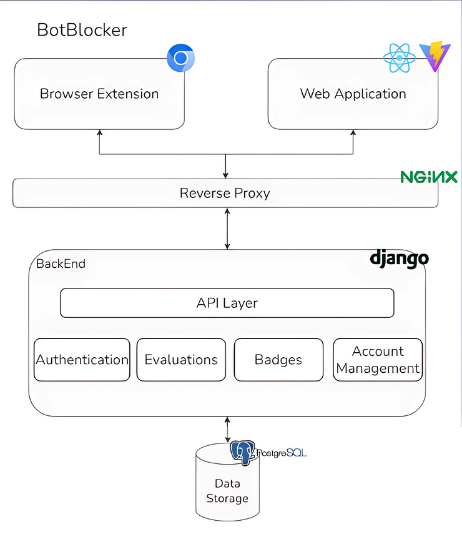 BotBlocker
Browser Extension
Web Application
NGiNX
Reverse Proxy
django
BackEnd
API Layer
Authentication
Evaluations
Badges
Account
Management
PostgreSQL
Data
Storage